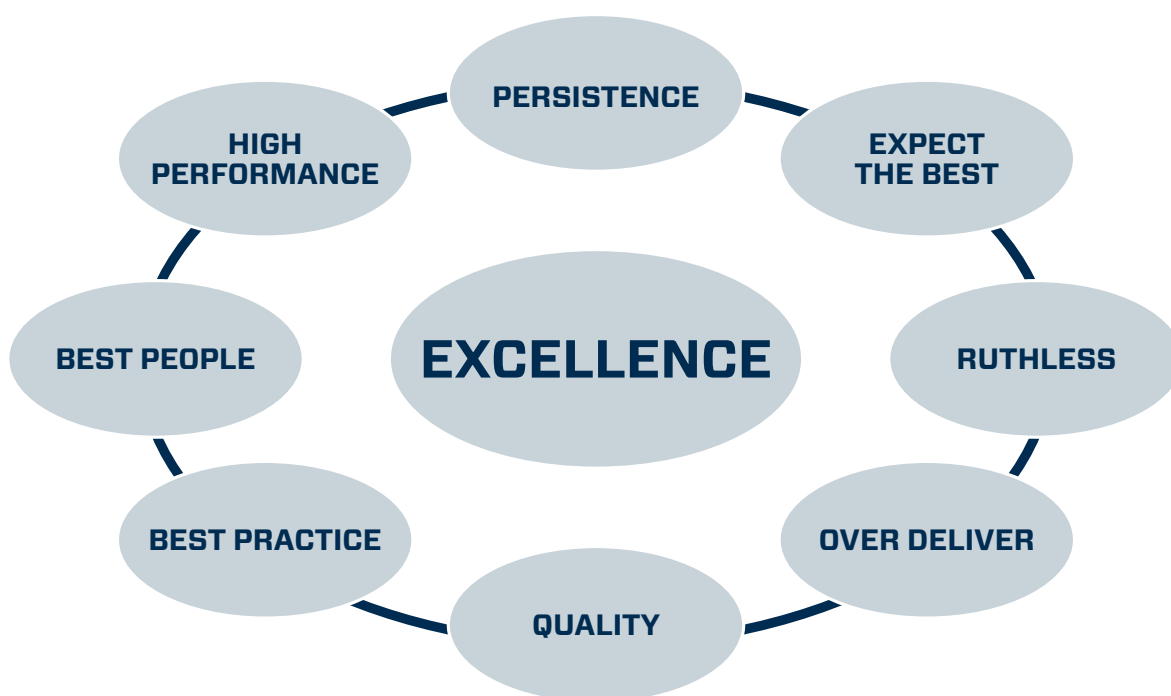 PERSISTENCE
HIGH
PERFORMANCE
EXPECT
THE BEST
BEST PEOPLE
EXCELLENCE
RUTHLESS
BEST PRACTICE
OVER DELIVER
QUALITY